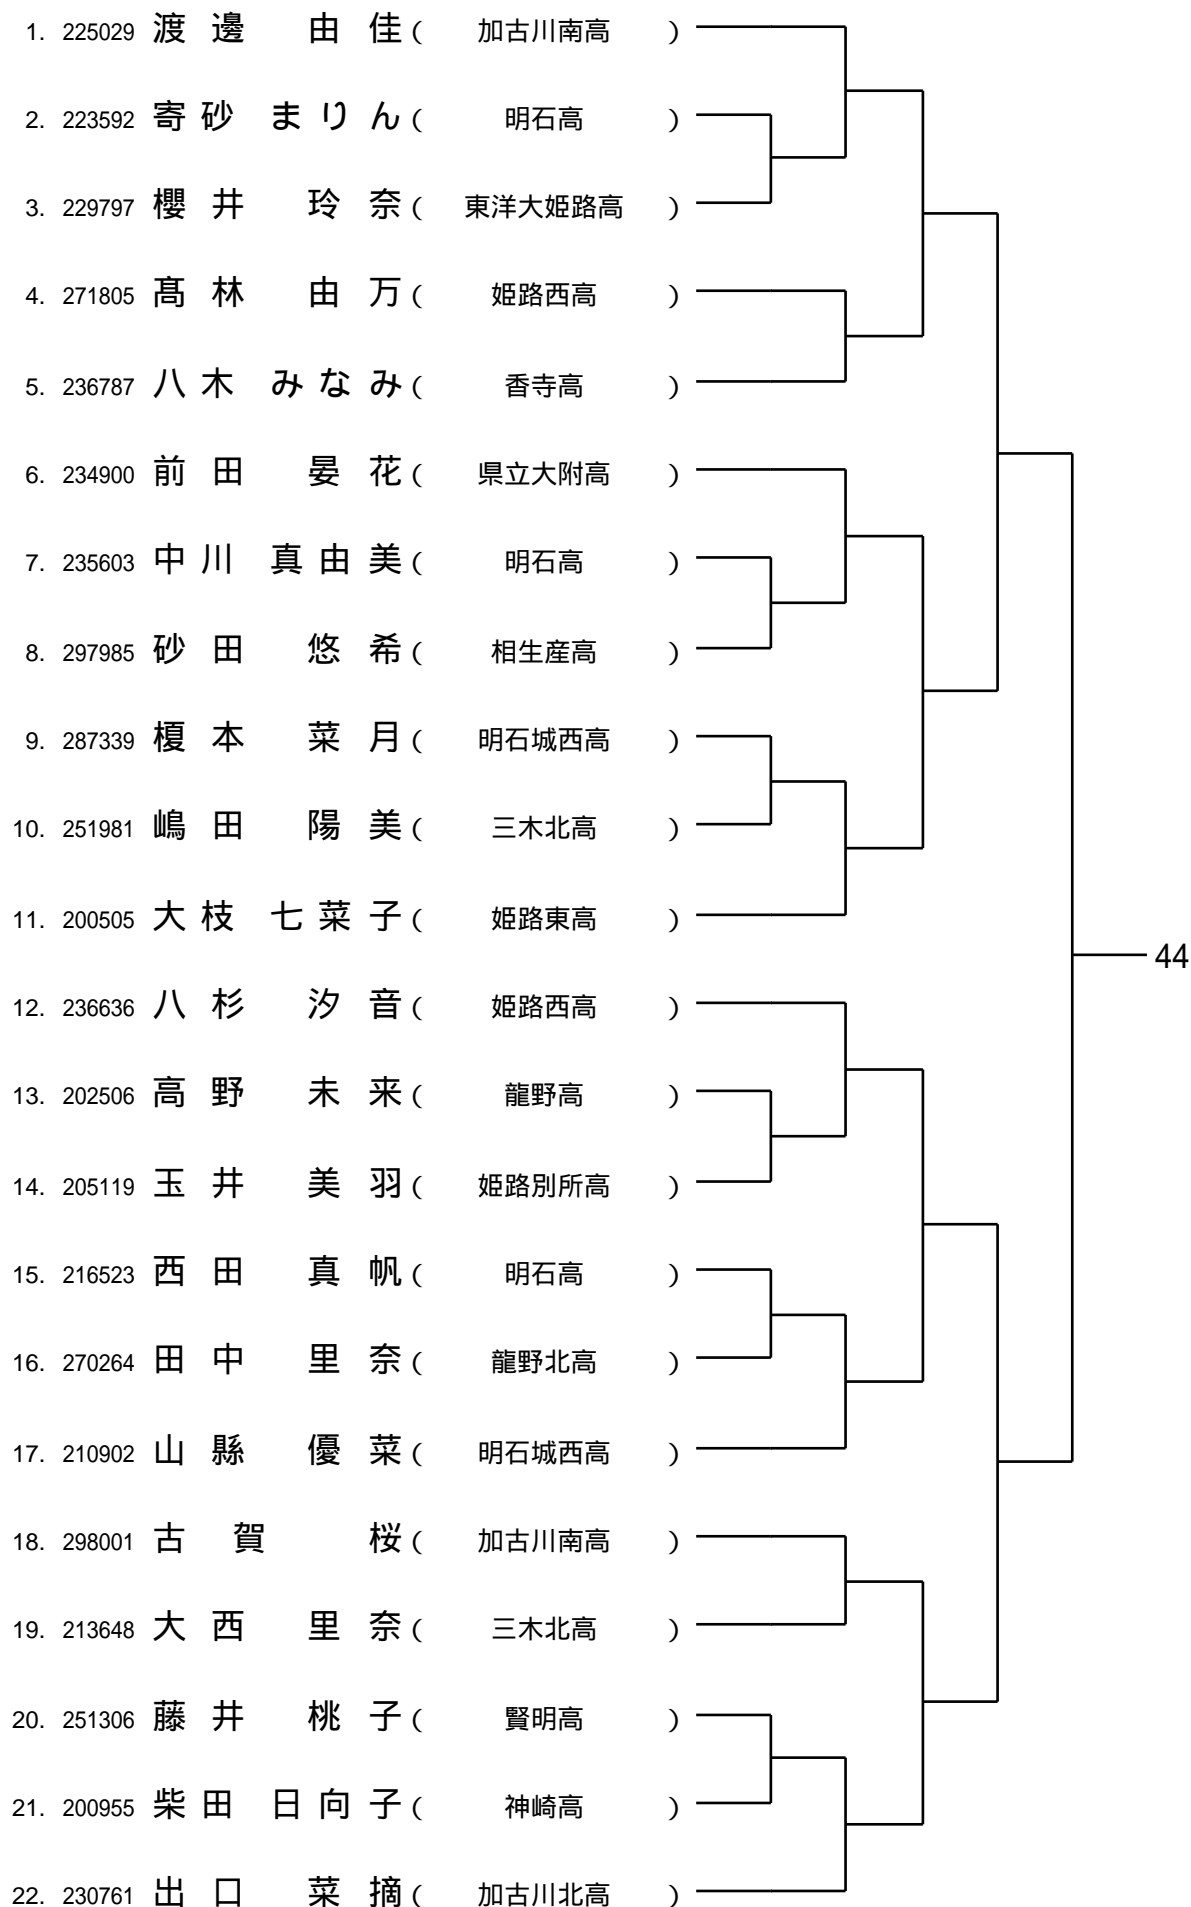 1. 225029 渡邊 由佳 ( 加古川南高 )
2. 223592 寄砂 まりん ( 明石高 )
3. 229797 櫻井 玲奈 ( 東洋大姫路高 )
4. 271805 髙林 由万 ( 姫路西高 )
5. 236787 八木 みなみ ( 香寺高 )
6. 234900 前田 晏花 ( 県立大附高 )
7. 235603 中川 真由美 ( 明石高 )
8. 297985 砂田 悠希 ( 相生産高 )
9. 287339 榎本 菜月 ( 明石城西高 )
10. 251981 嶋田 陽美 ( 三木北高 )
11. 200505 大枝 七菜子 ( 姫路東高 )
44
12. 236636 八杉 汐音 ( 姫路西高 )
13. 202506 高野 未来 ( 龍野高 )
14. 205119 玉井 美羽 ( 姫路別所高 )
15. 216523 西田 真帆 ( 明石高 )
16. 270264 田中 里奈 ( 龍野北高 )
17. 210902 山縣 優菜 ( 明石城西高 )
18. 298001 古賀 桜 ( 加古川南高 )
19. 213648 大西 里奈 ( 三木北高 )
20. 251306 藤井 桃子 ( 賢明高 )
21. 200955 柴田 日向子 ( 神崎高 )
22. 230761 出口 菜摘 ( 加古川北高 )